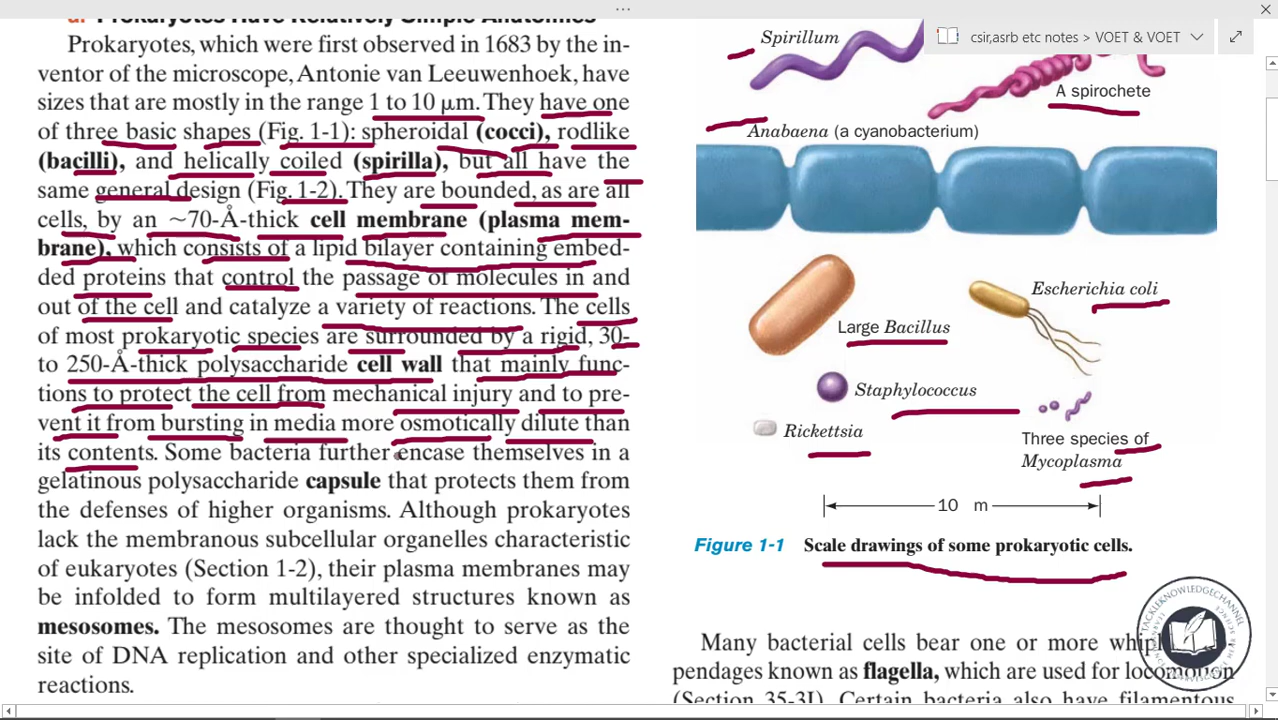 ···
a. Prokaryotes Have Relatively Simple Anatomies
Prokaryotes, which were first observed in 1683 by the in-
ventor of the microscope, Antonie van Leeuwenhoek, have
sizes that are mostly in the range 1 to 10 μm. They have one
of three basic shapes (Fig. 1-1): spheroidal (cocci), rodlike
(bacilli), and helically coiled (spirilla), but all have the
same general design (Fig. 1-2). They are bounded, as are all
cells, by an ~70-Å-thick cell membrane (plasma mem-
brane), which consists of a lipid bilayer containing embed-
ded proteins that control the passage of molecules in and
out of the cell and catalyze a variety of reactions. The cells
of most prokaryotic species are surrounded by a rigid, 30-
to 250-Å-thick polysaccharide cell wall that mainly func-
tions to protect the cell from mechanical injury and to pre-
vent it from bursting in media more osmotically dilute than
its contents. Some bacteria further encase themselves in a
gelatinous polysaccharide capsule that protects them from
the defenses of higher organisms. Although prokaryotes
lack the membranous subcellular organelles characteristic
of eukaryotes (Section 1-2), their plasma membranes may
be infolded to form multilayered structures known as
mesosomes. The mesosomes are thought to serve as the
site of DNA replication and other specialized enzymatic
reactions.
csir,asrb etc notes > VOET & VOET
Spirillum
A spirochete
Anabaena (a cyanobacterium)
Escherichia coli
Large Bacillus
Staphylococcus
Rickettsia
Three species of
Mycoplasma
10 m
Figure 1-1 Scale drawings of some prokaryotic cells.
Many bacterial cells bear one or more
pendages known as flagella, which are used for locomotion
(Section 35-3I). Certain bacteria also have filamentous